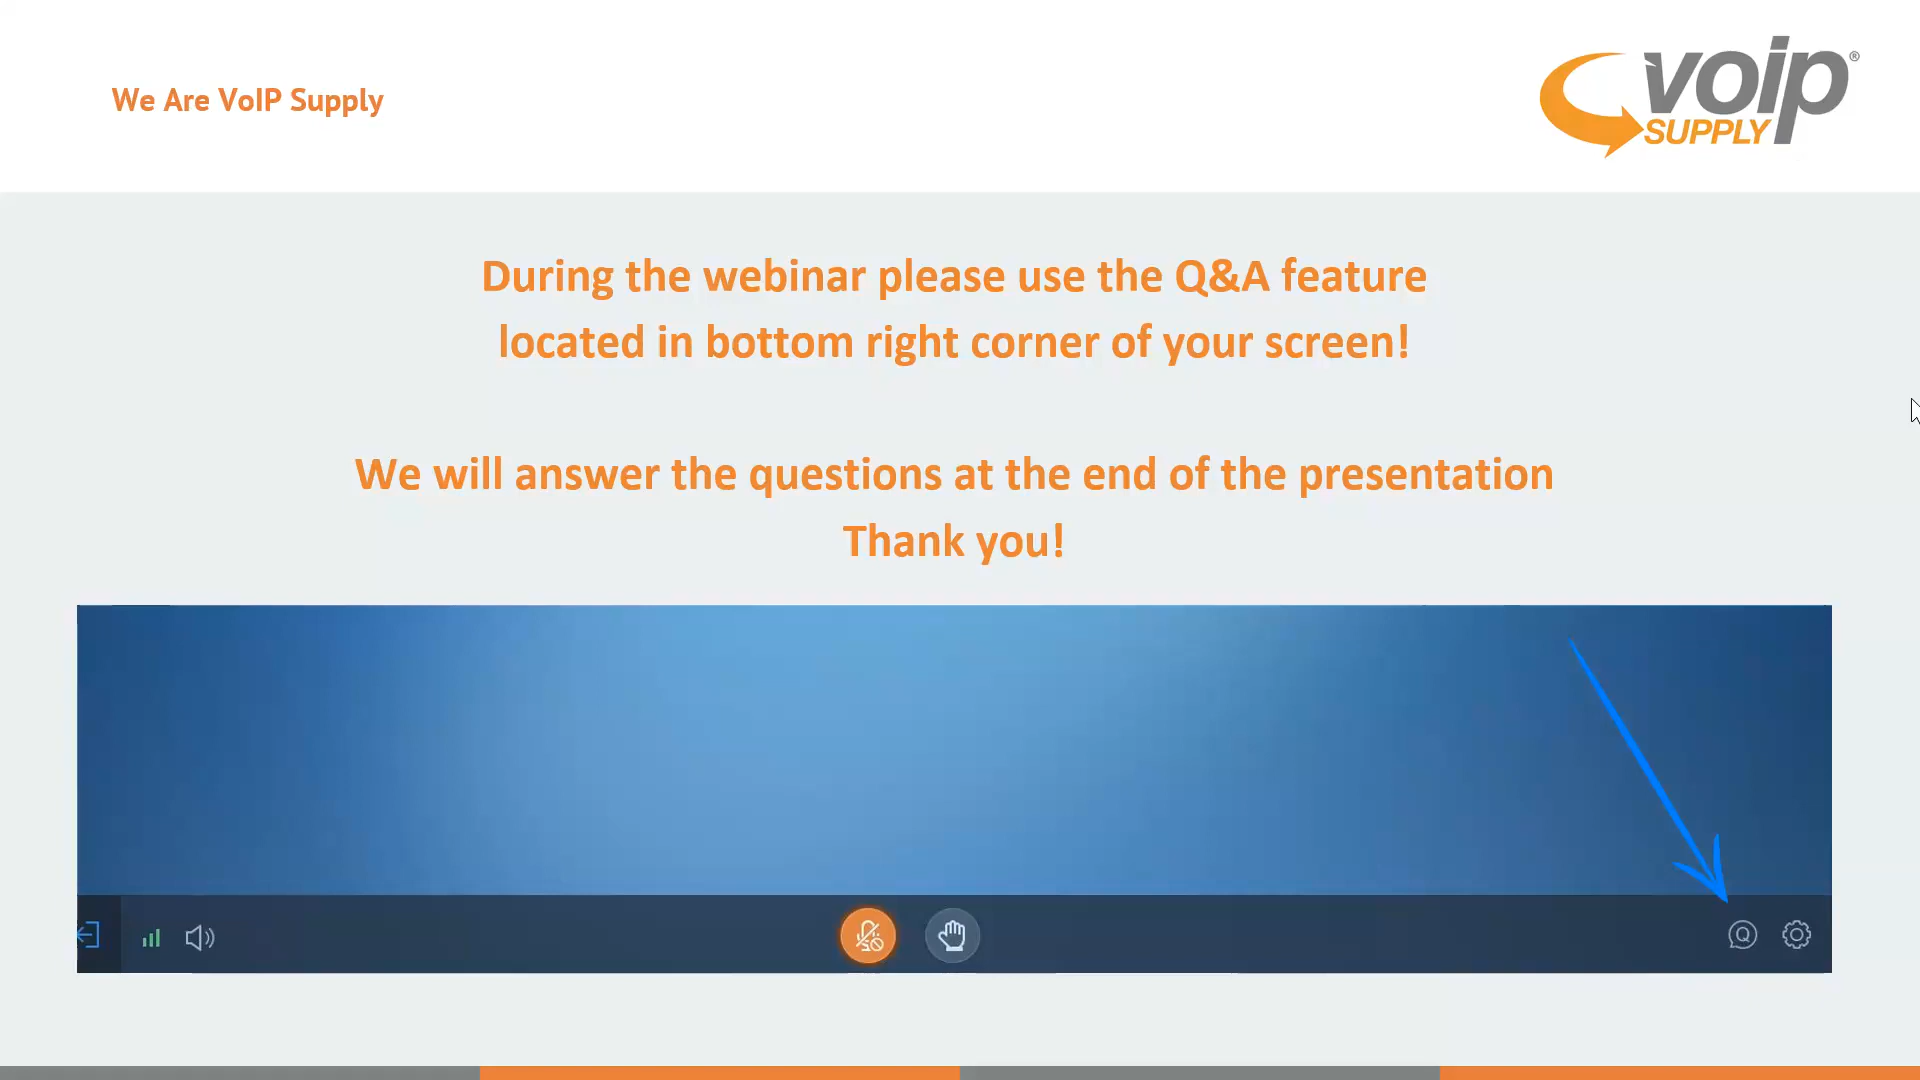 We Are VoIP Supply
voip®
SUPPLY
During the webinar please use the Q&A feature
located in bottom right corner of your screen!
We will answer the questions at the end of the presentation
Thank you!
Q